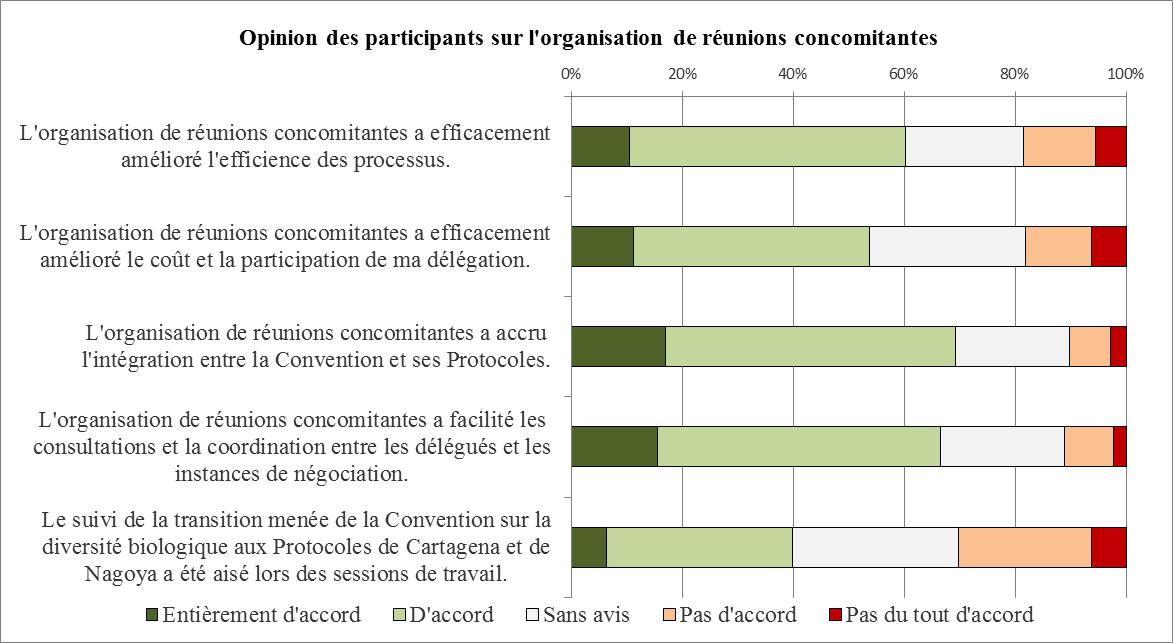 Opinion des participants sur l'organisation de réunions concomitantes
0% 20% 40% 60% 80% 100%
L'organisation de réunions concomitantes a efficacement
amélioré l'efficience des processus.
L'organisation de réunions concomitantes a efficacement
amélioré le coût et la participation de ma délégation.
L'organisation de réunions concomitantes a accru
l'intégration entre la Convention et ses Protocoles.
L'organisation de réunions concomitantes a facilité les
consultations et la coordination entre les délégués et les
instances de négociation.
Le suivi de la transition menée de la Convention sur la
diversité biologique aux Protocoles de Cartagena et de
Nagoya a été aisé lors des sessions de travail.
Entièrement d'accord D'accord Sans avis Pas d'accord Pas du tout d'accord